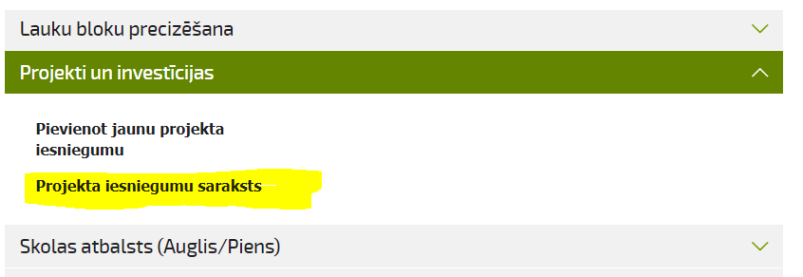 Lauku bloku precizēšana
Projekti un investīcijas
Pievienot jaunu projekta
iesniegumu
Projekta iesniegumu saraksts
Skolas atbalsts (Auglis/Piens)